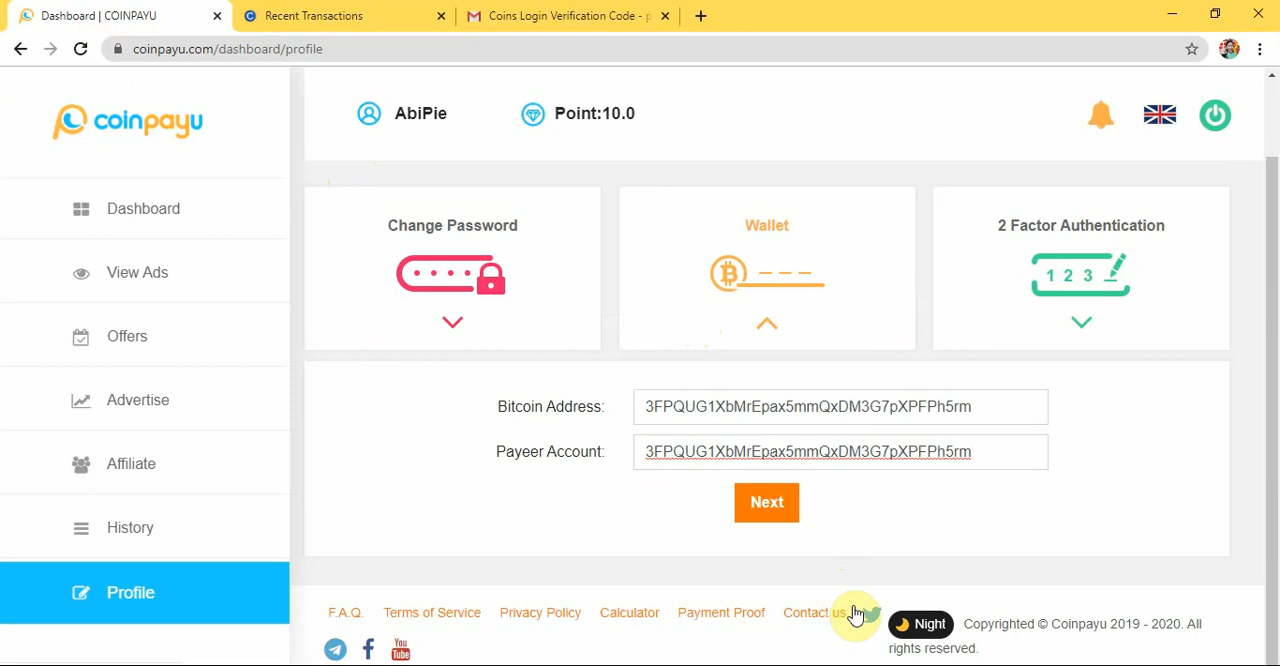 Dashboard | COINPAYU
Recent Transactions
Coins Login Verification Code - p
coinpayu.com/dashboard/profile
coinpayu
AbiPie
Point:10.0
Dashboard
View Ads
Offers
Advertise
Affiliate
History
Profile
Change Password
Wallet
2 Factor Authentication
1 2 3
Bitcoin Address:
3FPQUG1XbMrEpax5mmQxDM3G7pXPFPh5rm
Payeer Account:
3FPQUG1XbMrEpax5mmQxDM3G7pXPFPh5rm
Next
F.A.Q.
Terms of Service
Privacy Policy
Calculator
Payment Proof
Contact us
Night
Copyrighted © Coinpayu 2019 - 2020. All
rights reserved.
You
Tube